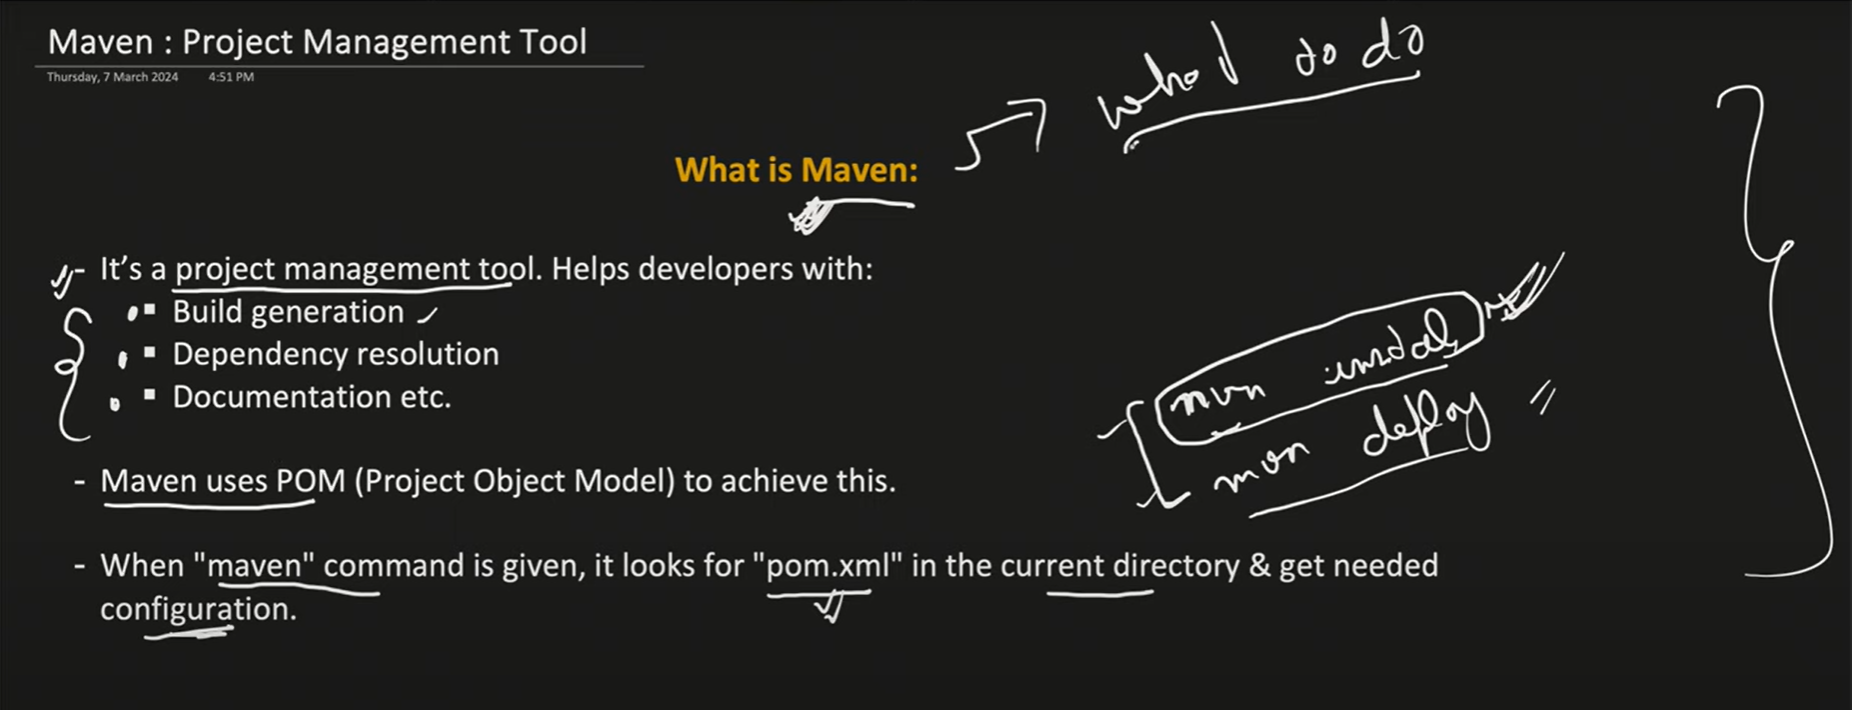 Maven : Project Management Tool
Thursday, 7 March 2024 4:51 PM
what to do
What is Maven:
- It's a project management tool. Helps developers with:
▪ Build generation
▪ Dependency resolution
▪ Documentation etc.
mvn install
mvn deploy
- Maven uses POM (Project Object Model) to achieve this.
- When "maven" command is given, it looks for "pom.xml" in the current directory & get needed
configuration.